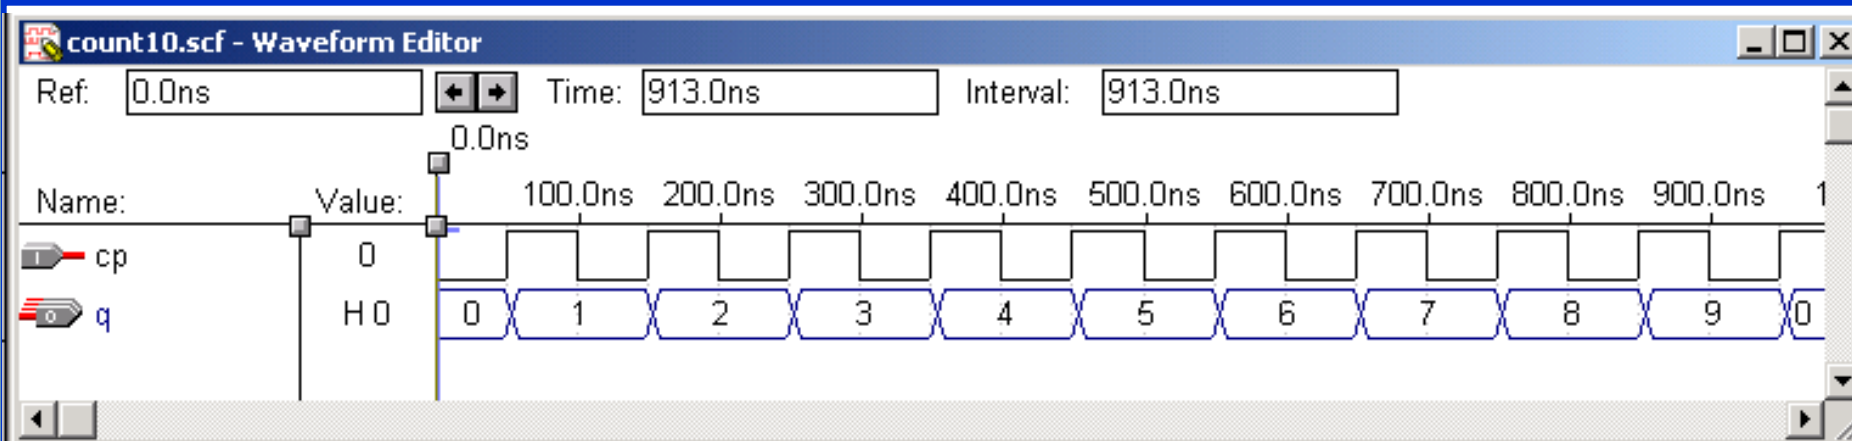 count10.scf - Waveform Editor
Ref: 0.0ns Time: 913.0ns Interval: 913.0ns
0.0ns
Name: Value: 100.0ns 200.0ns 300.0ns 400.0ns 500.0ns 600.0ns 700.0ns 800.0ns 900.0ns 1
I cp 0
O q H 0 0 1 2 3 4 5 6 7 8 9 0